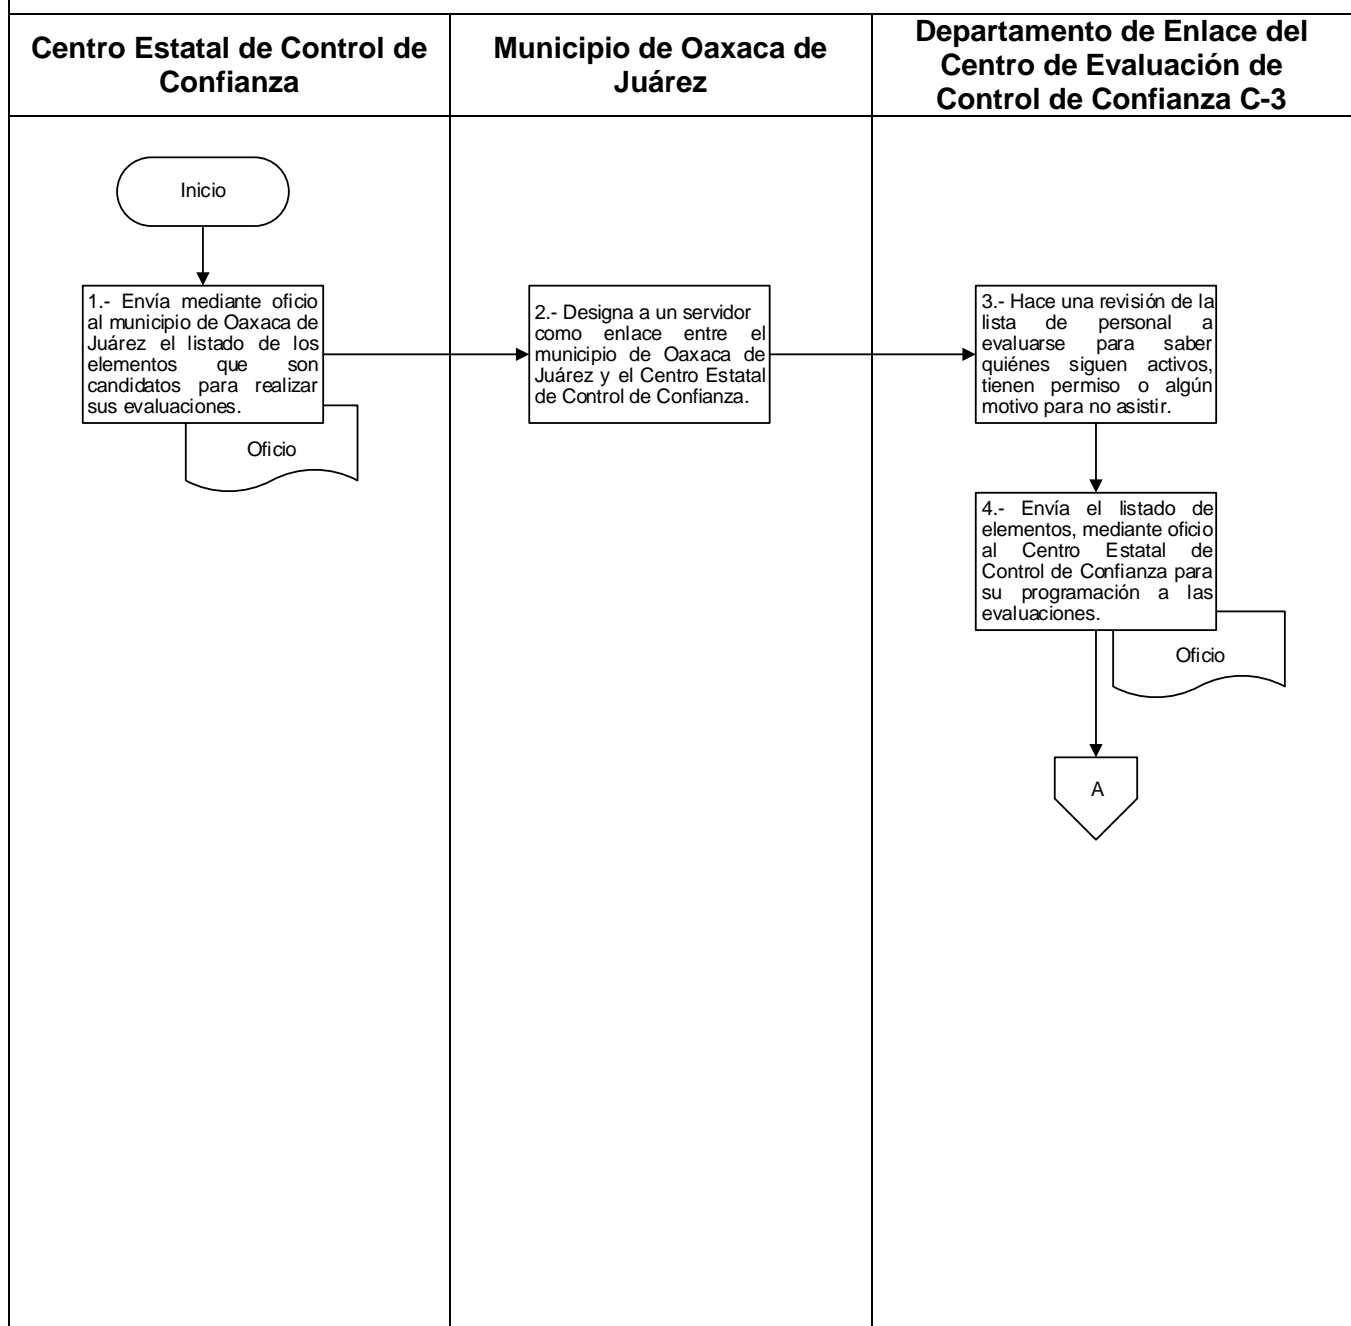 Centro Estatal de Control de
Confianza
Municipio de Oaxaca de
Juárez
Departamento de Enlace del
Centro de Evaluación de
Control de Confianza C-3
Inicio
1.- Envía mediante oficio
al municipio de Oaxaca de
Juárez el listado de los
elementos que son
candidatos para realizar
sus evaluaciones.
Oficio
2.- Designa a un servidor
como enlace entre el
municipio de Oaxaca de
Juárez y el Centro Estatal
de Control de Confianza.
3.- Hace una revisión de la
lista de personal a
evaluarse para saber
quiénes siguen activos,
tienen permiso o algún
motivo para no asistir.
4.- Envía el listado de
elementos, mediante oficio
al Centro Estatal de
Control de Confianza para
su programación a las
evaluaciones.
Oficio
A